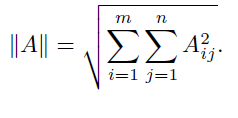 ‖A‖ = √(∑_{i=1}^{m} ∑_{j=1}^{n} A_{ij}^2).